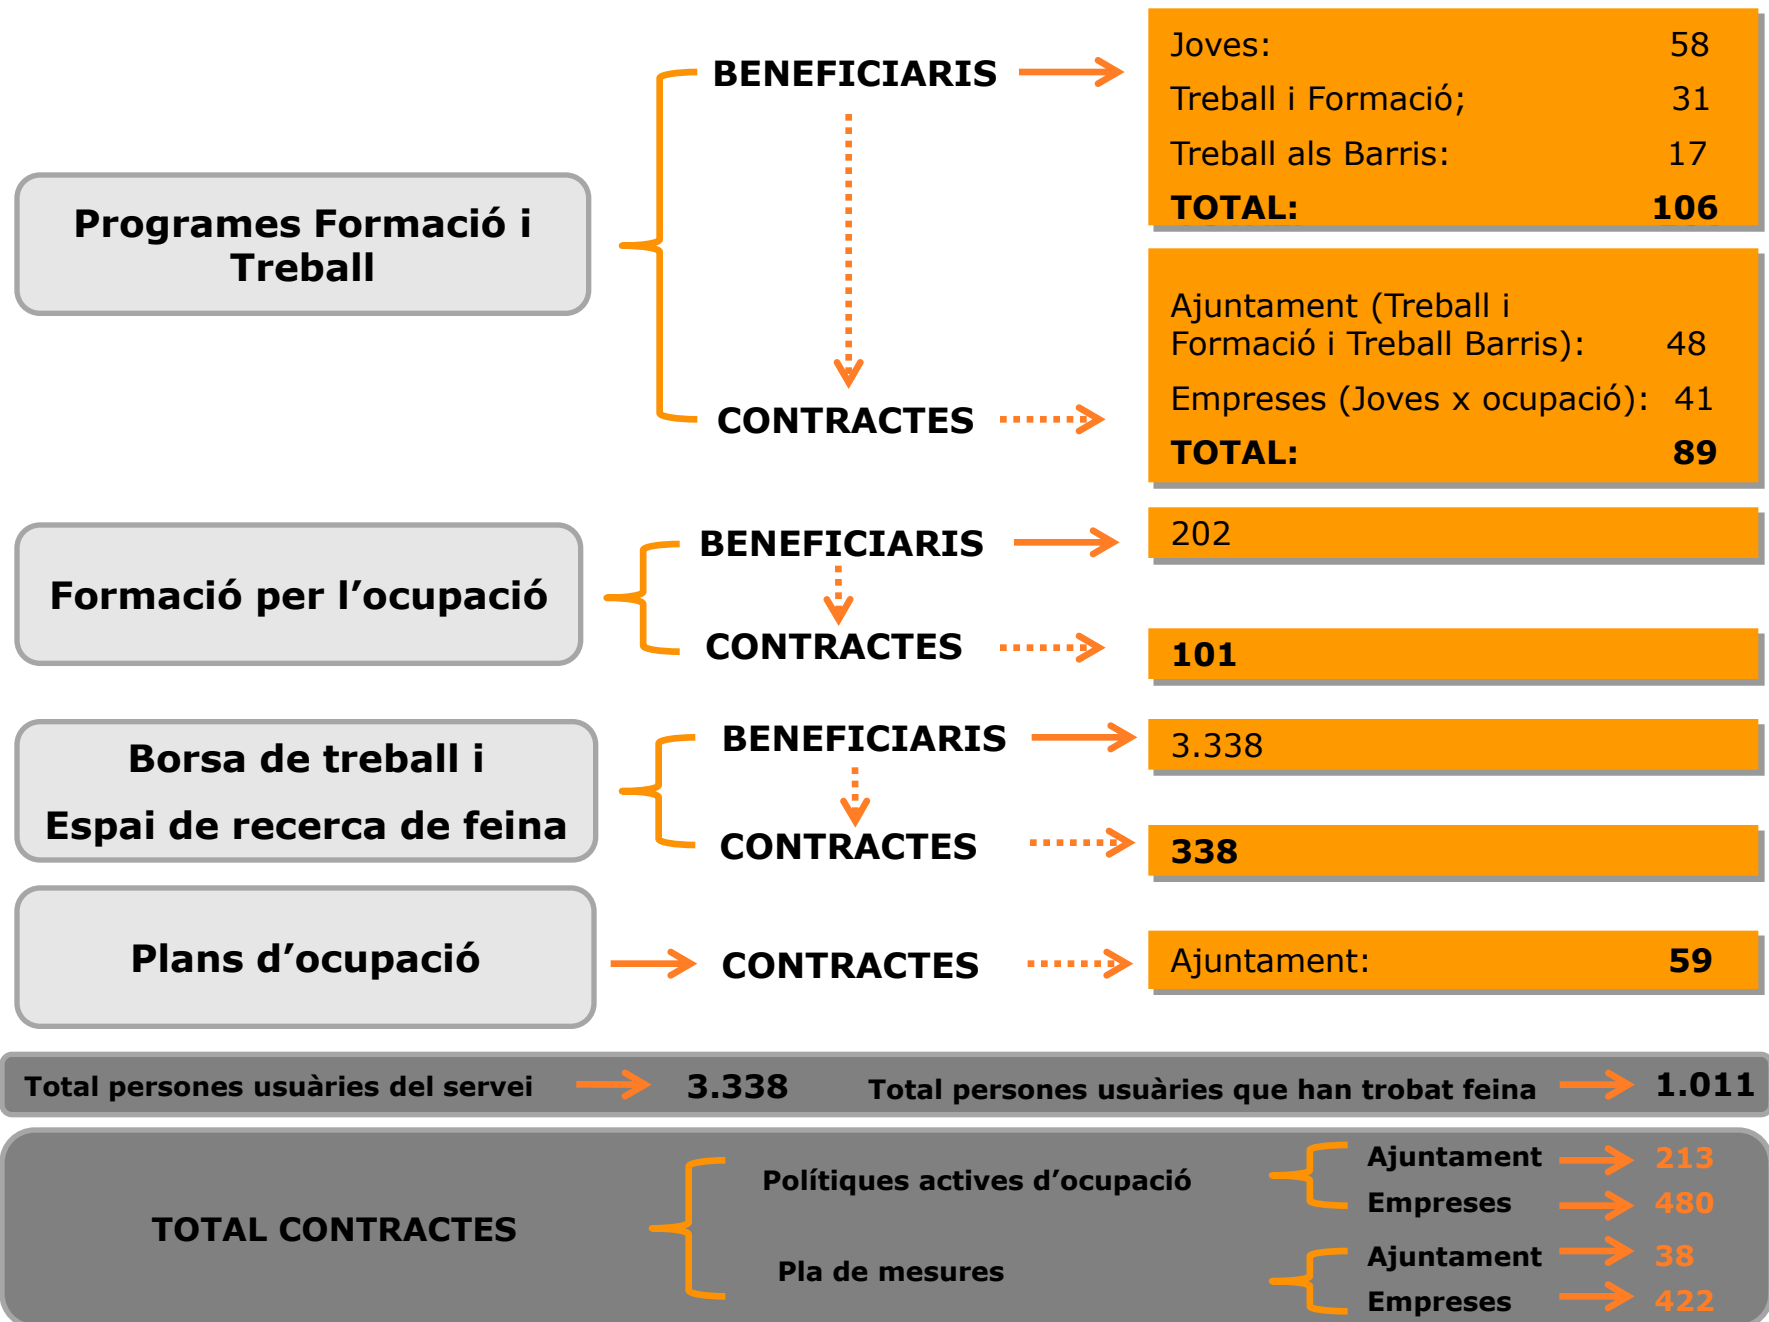 Programes Formació i
Treball
BENEFICIARIS
Joves: 58
Treball i Formació; 31
Treball als Barris: 17
TOTAL: 106
CONTRACTES
Ajuntament (Treball i
Formació i Treball Barris): 48
Empreses (Joves x ocupació): 41
TOTAL: 89
Formació per l’ocupació
BENEFICIARIS
202
CONTRACTES
101
Borsa de treball i
Espai de recerca de feina
BENEFICIARIS
3.338
CONTRACTES
338
Plans d’ocupació
CONTRACTES
Ajuntament: 59
Total persones usuàries del servei 3.338 Total persones usuàries que han trobat feina 1.011
TOTAL CONTRACTES
Polítiques actives d’ocupació
Ajuntament 213
Empreses 480
Pla de mesures
Ajuntament 38
Empreses 422